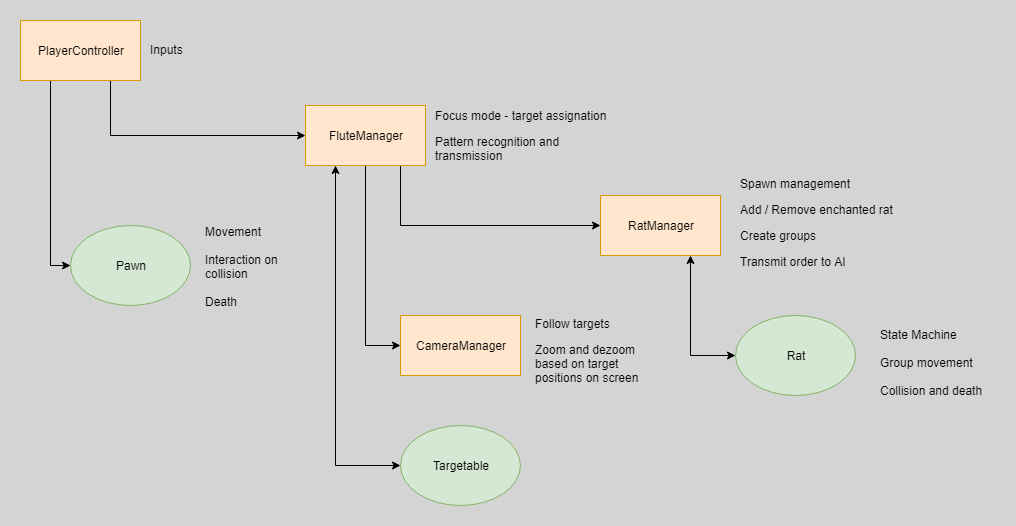 PlayerController
Inputs
FluteManager
Focus mode - target assignation
Pattern recognition and
transmission
RatManager
Spawn management
Add / Remove enchanted rat
Create groups
Transmit order to AI
Pawn
Movement
Interaction on
collision
Death
CameraManager
Follow targets
Zoom and dezoom
based on target
positions on screen
Rat
State Machine
Group movement
Collision and death
Targetable